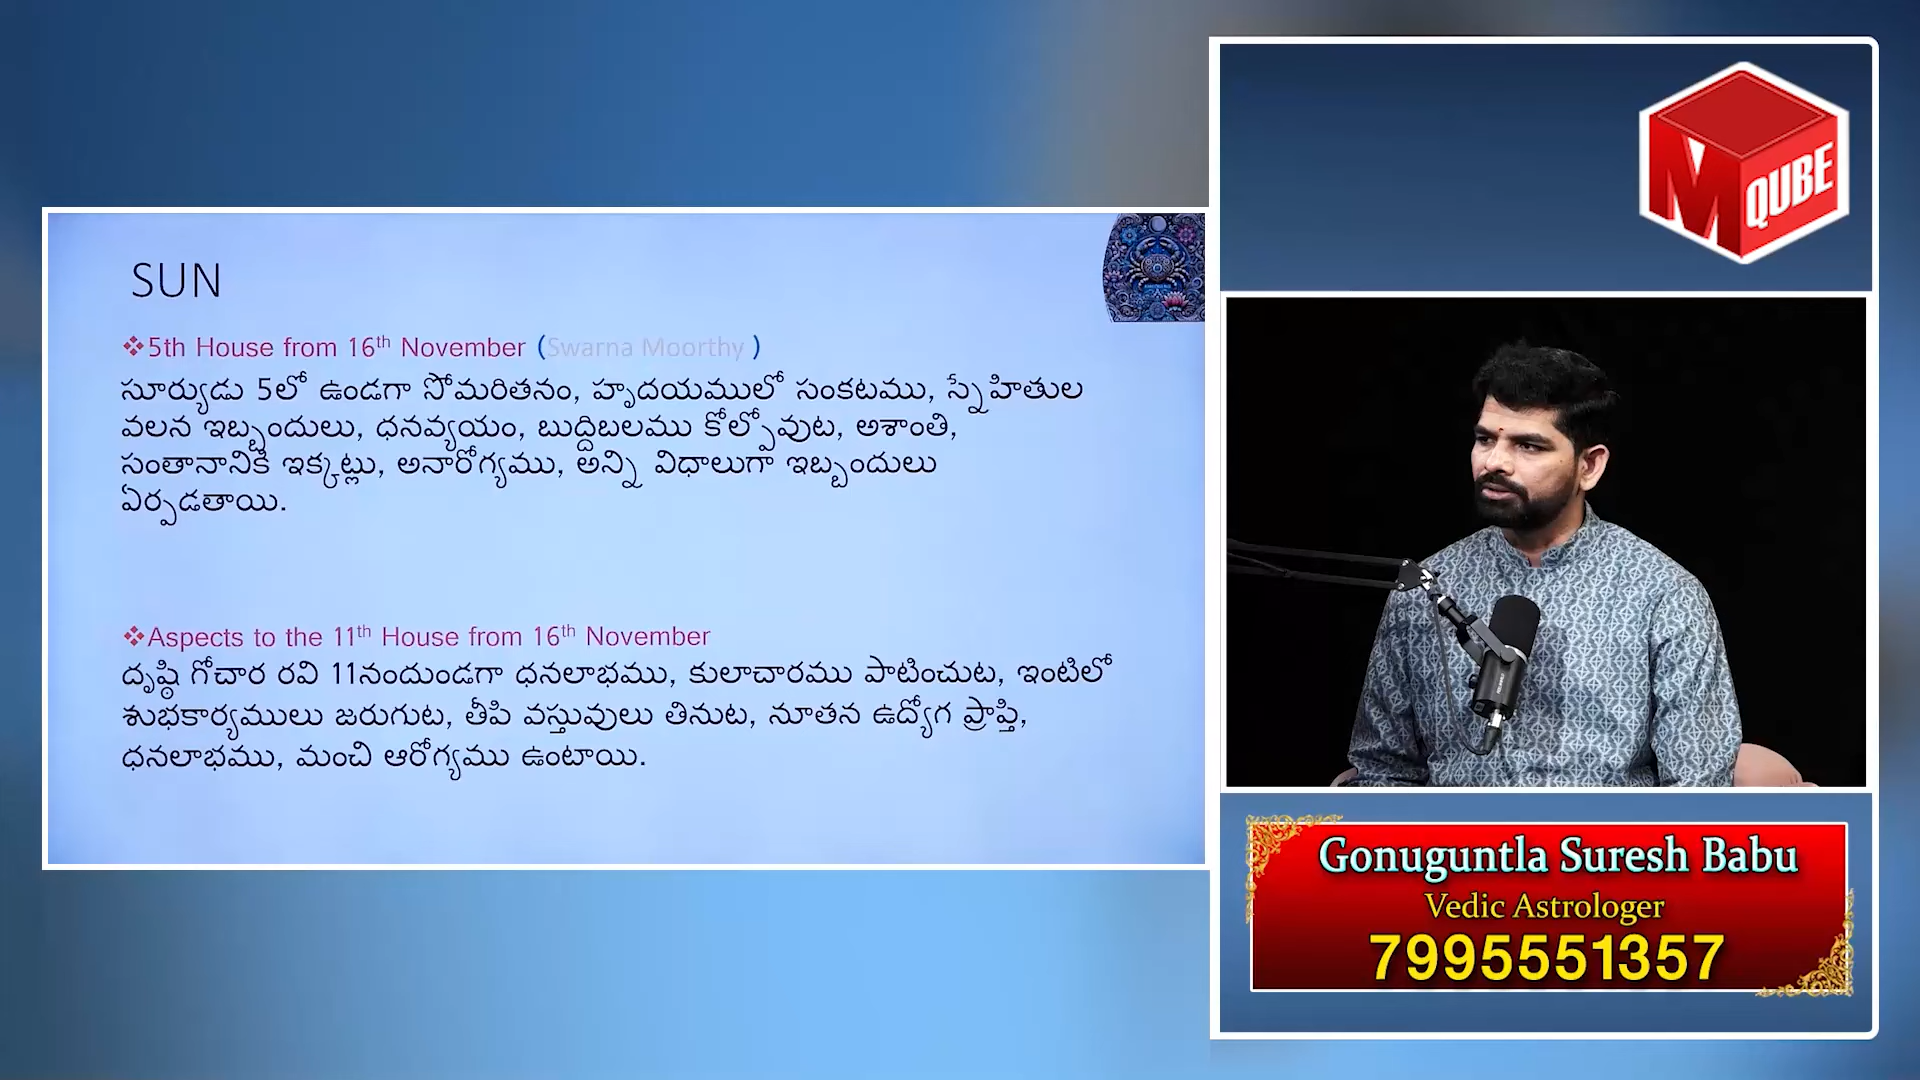 SUN
❖5th House from 16th November (Swarna Moorthy )
సూర్యుడు 5లో ఉండగా సోమరితనం, హృదయములో సంకటము, స్నేహితుల
వలన ఇబ్బందులు, ధనవ్యయం, బుద్దిబలము కోల్పోవుట, అశాంతి,
సంతానానికి ఇక్కట్లు, అనారోగ్యము, అన్ని విధాలుగా ఇబ్బందులు
ఏర్పడతాయి.
❖Aspects to the 11th House from 16th November
దృష్ఠి గోచార రవి 11నందుండగా ధనలాభము, కులాచారము పాటించుట, ఇంటిలో
శుభకార్యములు జరుగుట, తీపి వస్తువులు తినుట, నూతన ఉద్యోగ ప్రాప్తి,
ధనలాభము, మంచి ఆరోగ్యము ఉంటాయి.
M QUBE
Gonuguntla Suresh Babu
Vedic Astrologer
7995551357